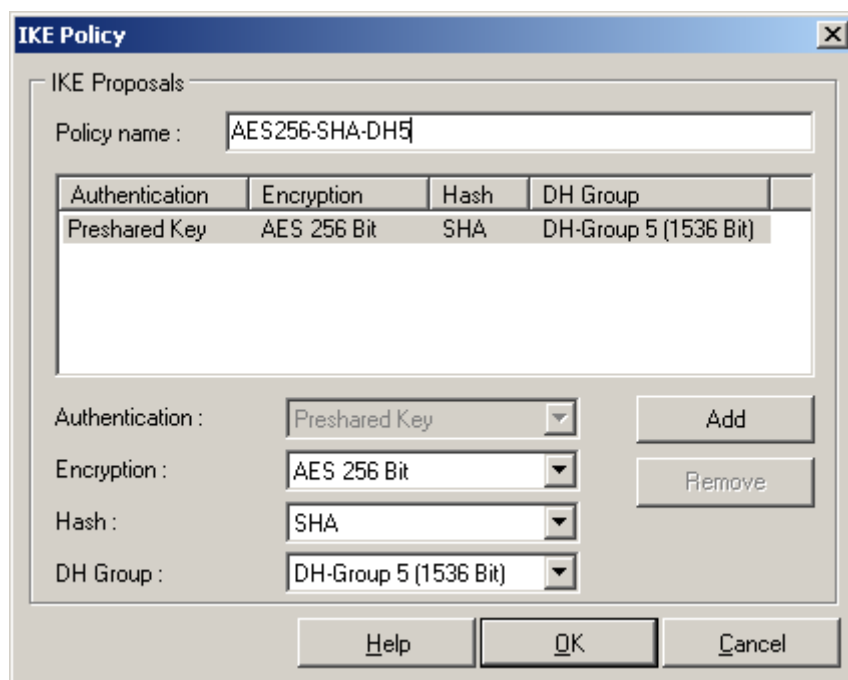 IKE Policy
IKE Proposals
Policy name : AES256-SHA-DH5
Authentication Encryption Hash DH Group
Preshared Key AES 256 Bit SHA DH-Group 5 (1536 Bit)
Authentication : Preshared Key Add
Encryption : AES 256 Bit Remove
Hash : SHA
DH Group : DH-Group 5 (1536 Bit)
Help OK Cancel